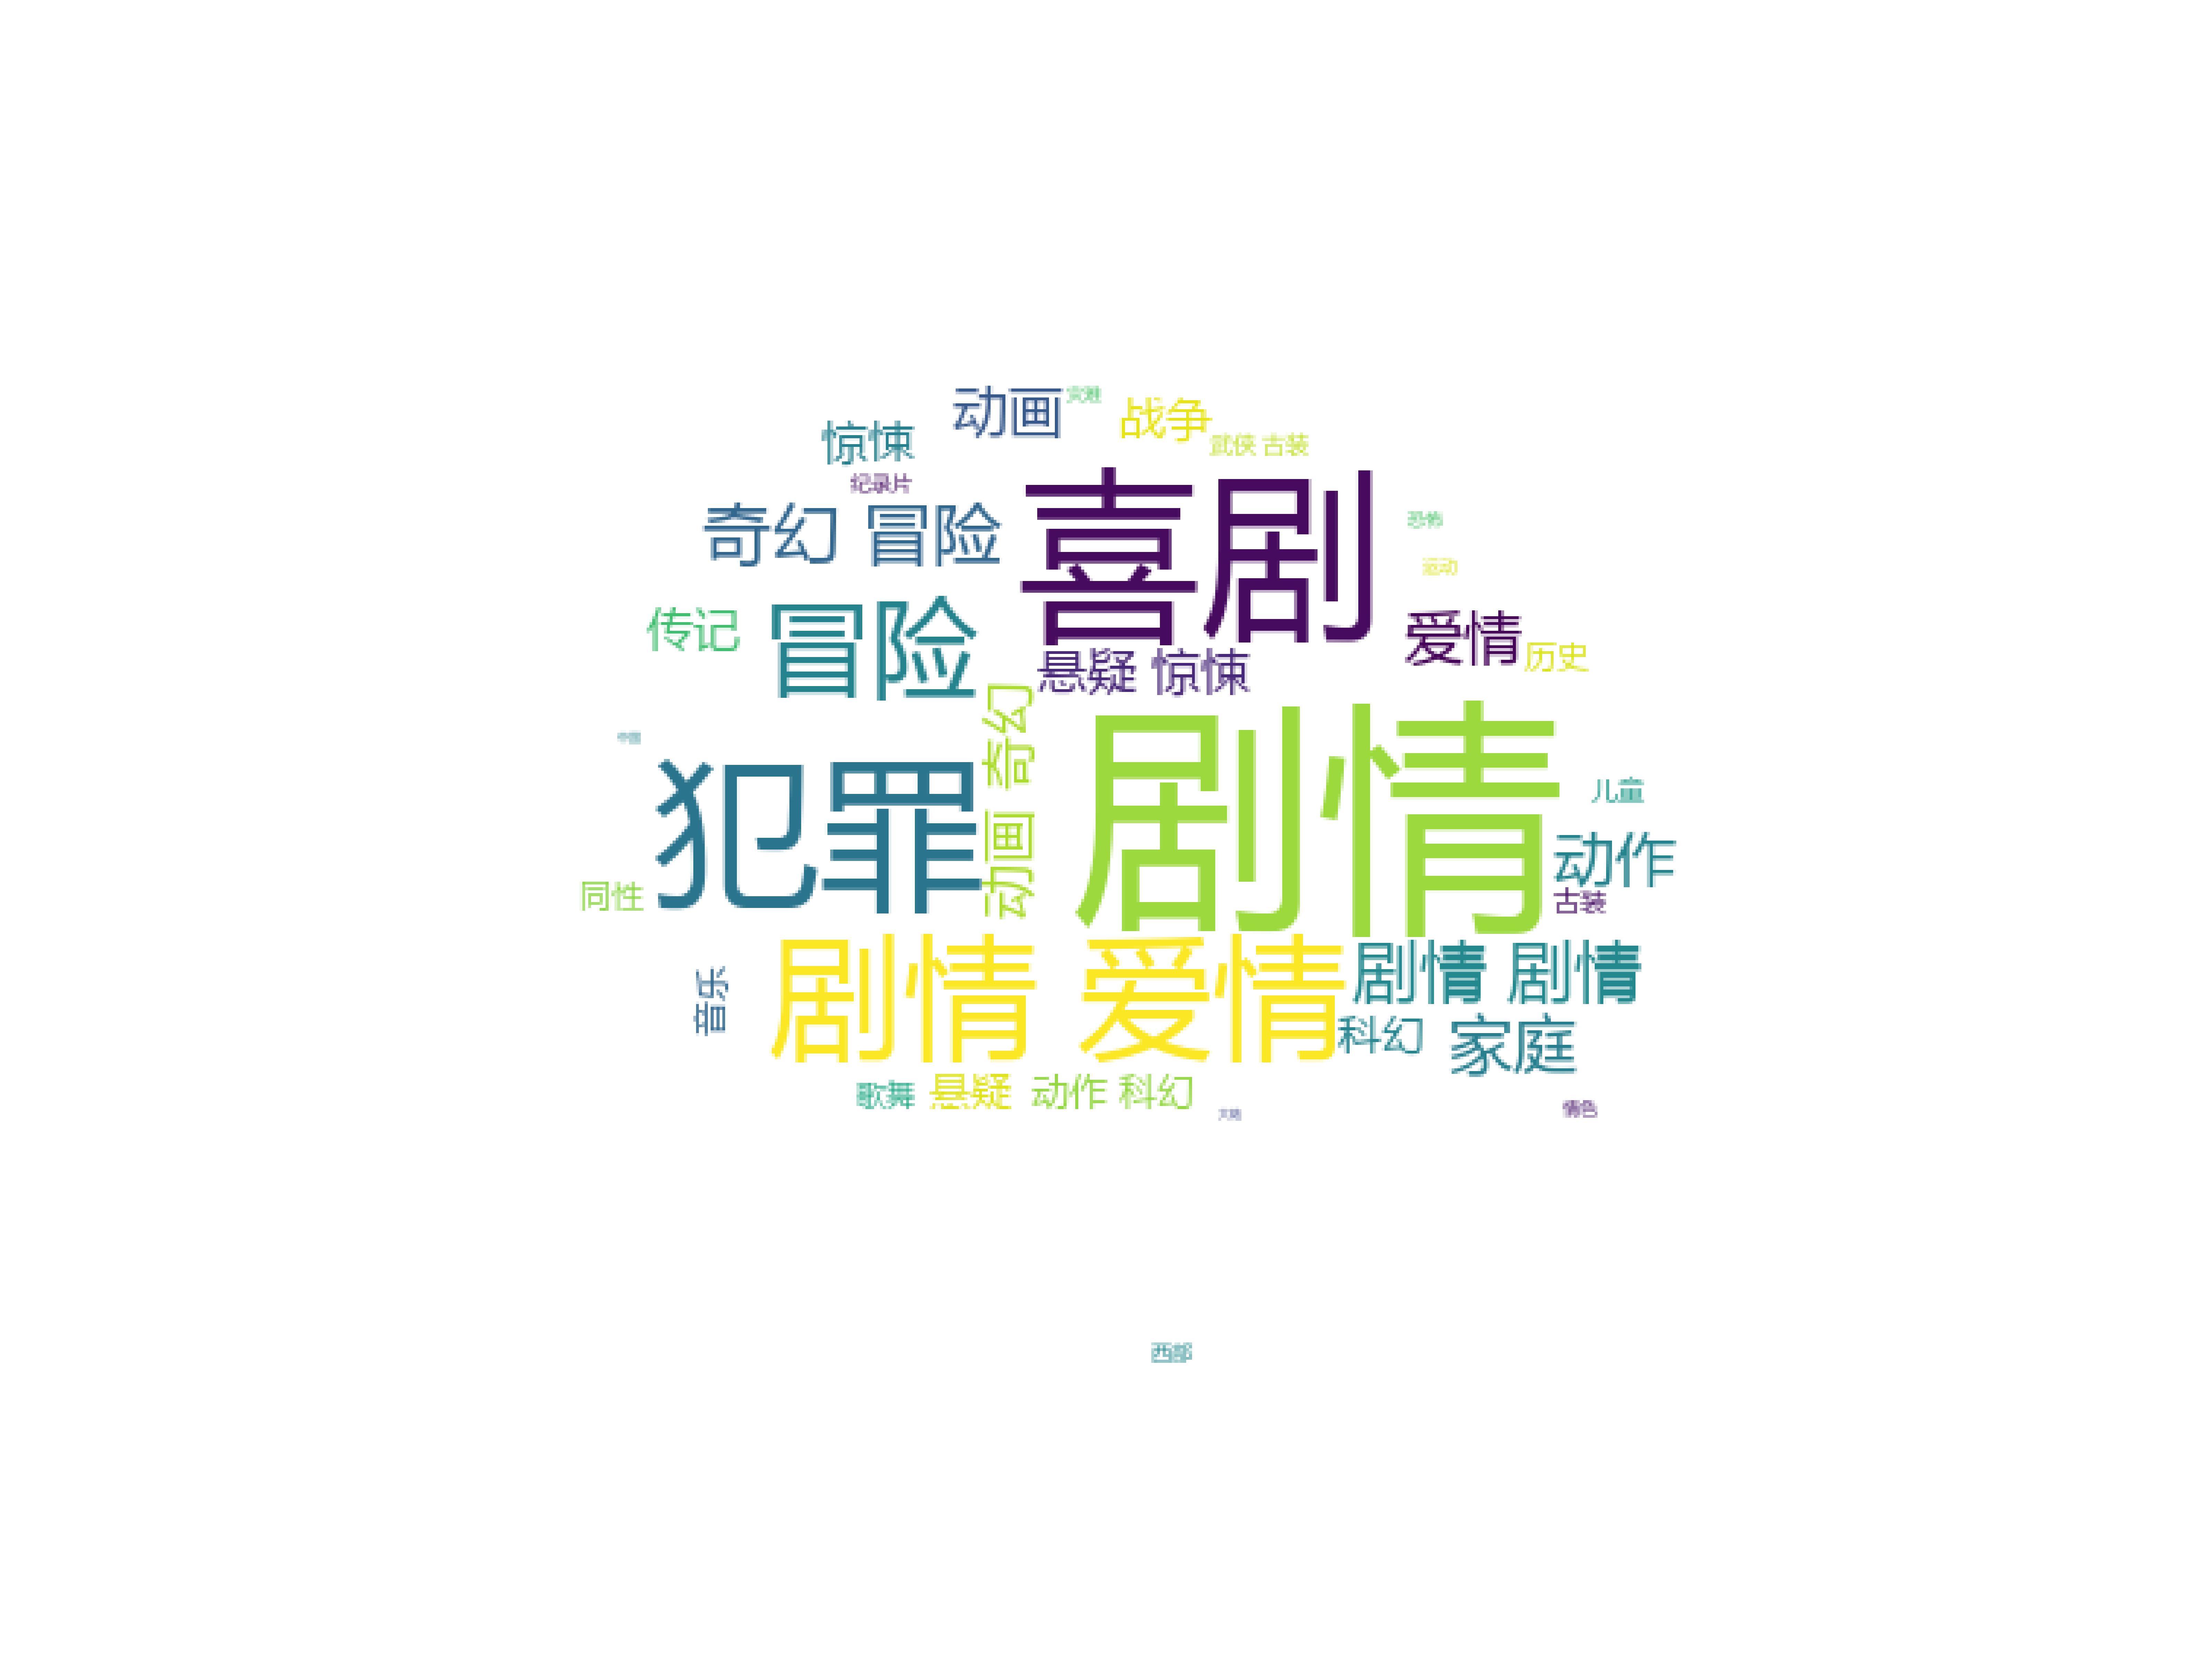 动画 灾难 战争
惊悚
武侠 古装
纪录片
喜剧
奇幻 冒险
恐怖
运动
传记
冒险
爱情
历史
悬疑 惊悚
动画 奇幻
剧情
犯罪
儿童
动作
同性
古装
剧情 爱情
剧情 剧情
音乐
科幻
家庭
歌舞
悬疑
动作 科幻
情色
西部